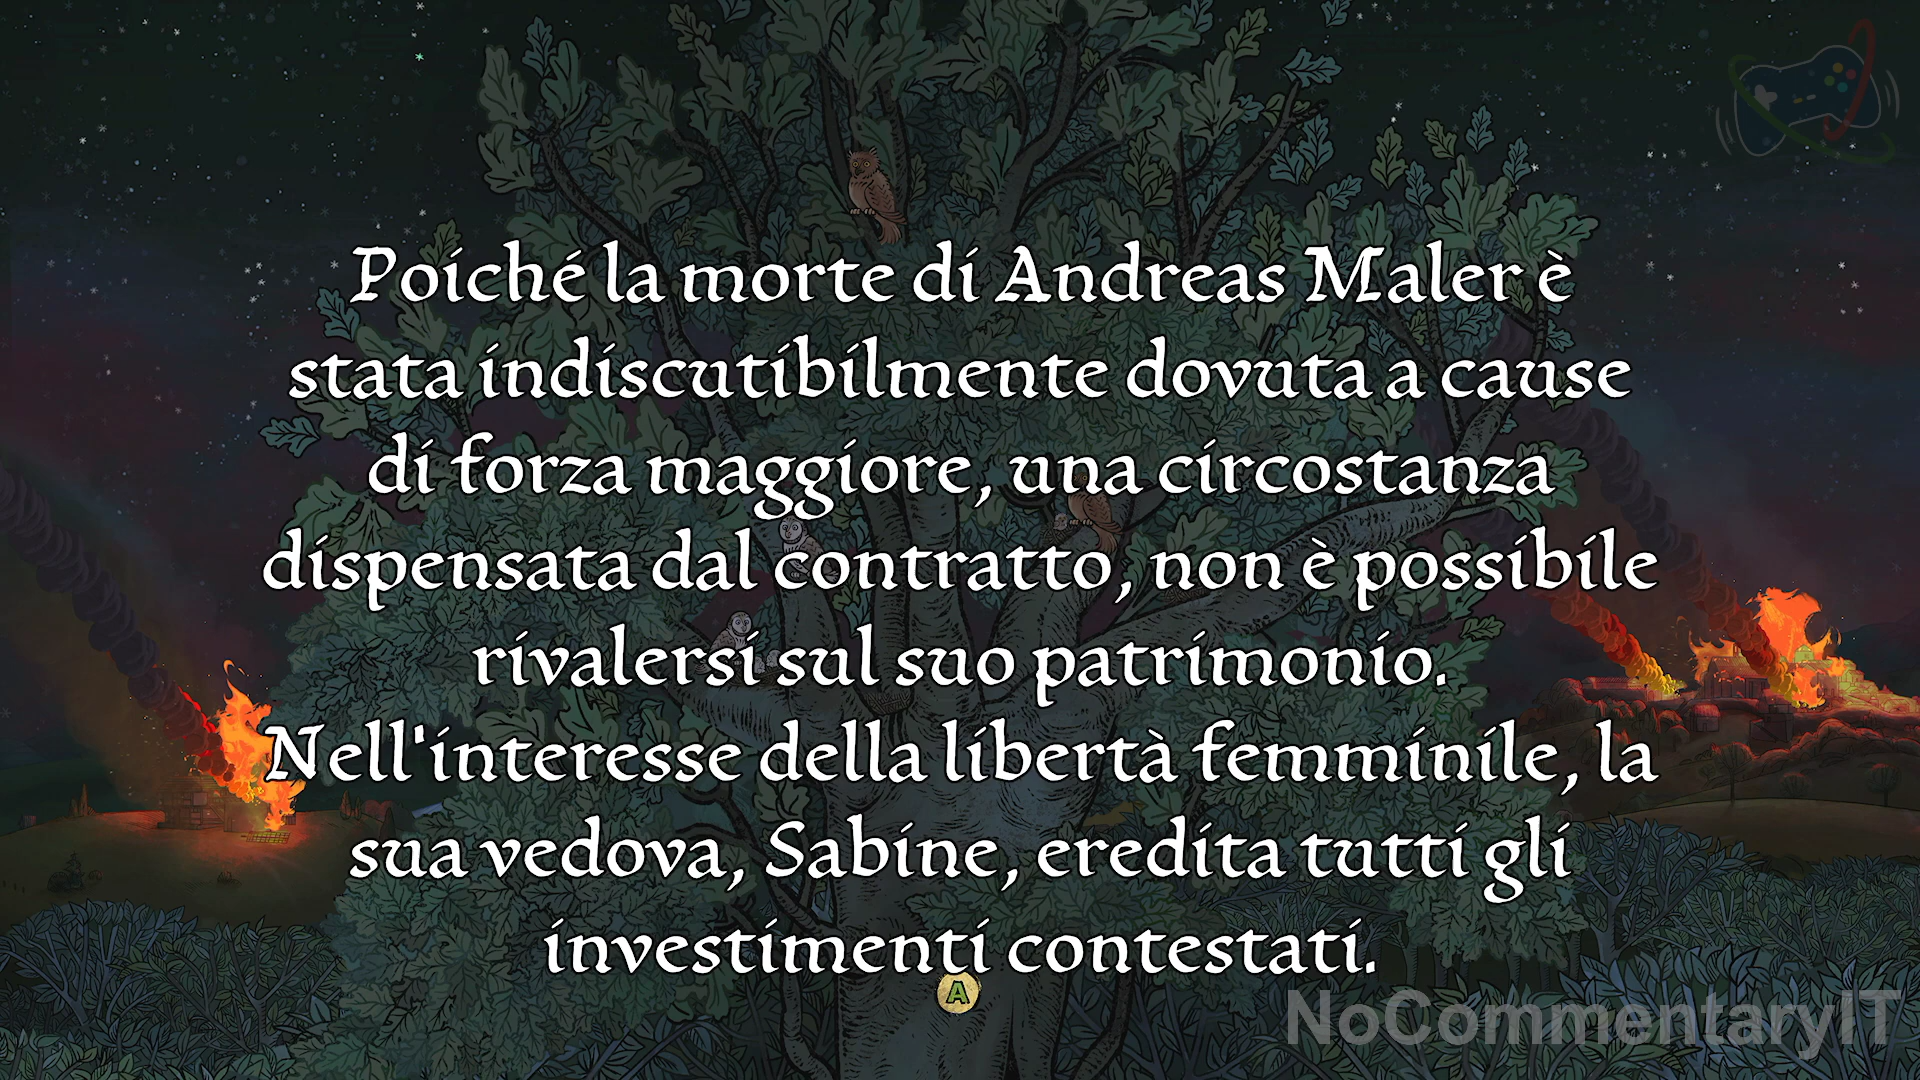 Poiché la morte di Andreas Maler è
stata indiscutibilmente dovuta a cause
di forza maggiore, una circostanza
dispensata dal contratto, non è possibile
rivalersi sul suo patrimonio.
Nell'interesse della libertà femminile, la
sua vedova, Sabine, eredita tutti gli
investimenti contestati.
A
NoCommentaryIT